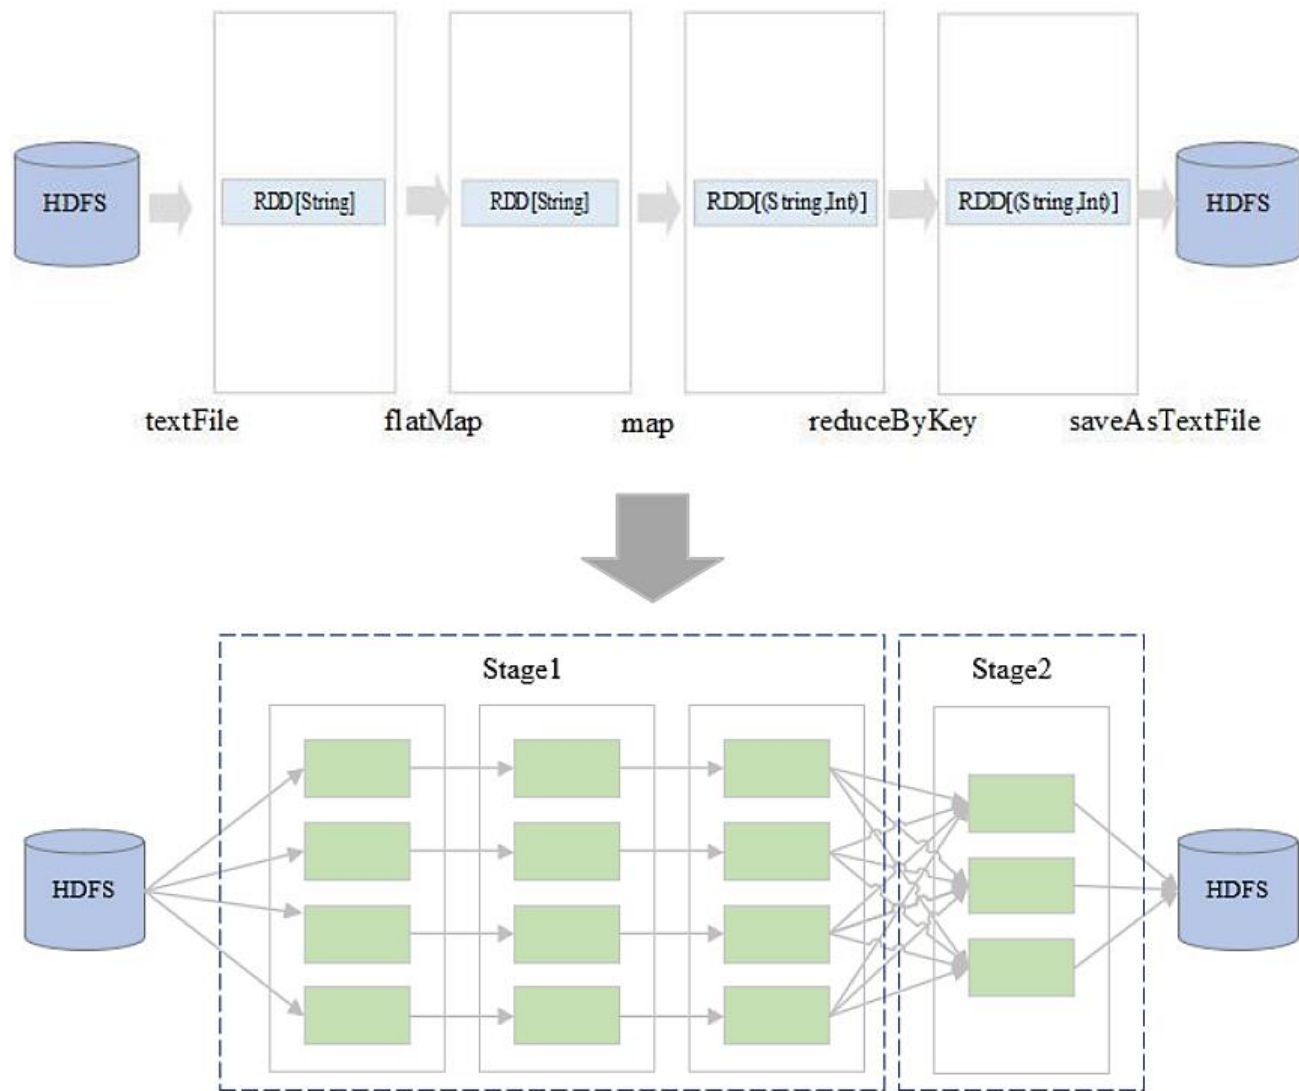 HDFS
RDD[String]
RDD[String]
RDD[(String,Int)]
RDD[(String,Int)]
HDFS
textFile
flatMap
map
reduceByKey
saveAsTextFile
Stage1
Stage2
HDFS
HDFS